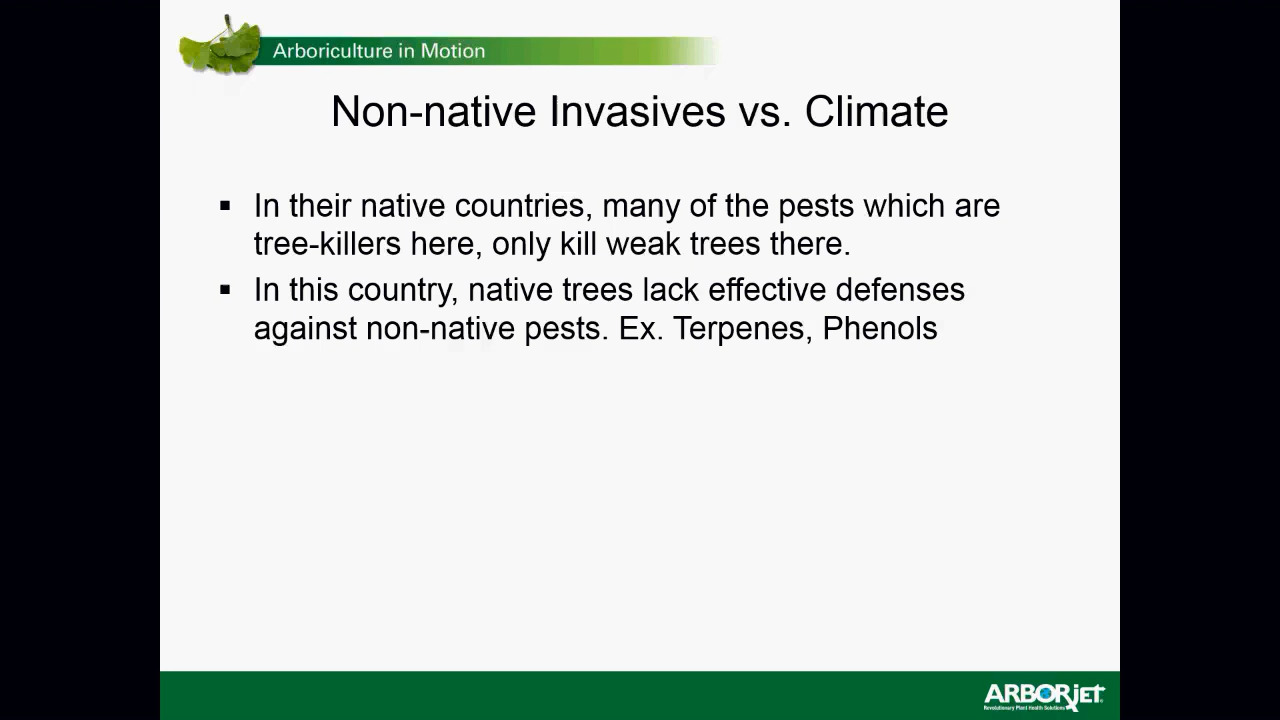 Arboriculture in Motion
Non-native Invasives vs. Climate
▪ In their native countries, many of the pests which are
tree-killers here, only kill weak trees there.
▪ In this country, native trees lack effective defenses
against non-native pests. Ex. Terpenes, Phenols
ARBORjet
Revolutionary Plant Health Solutions